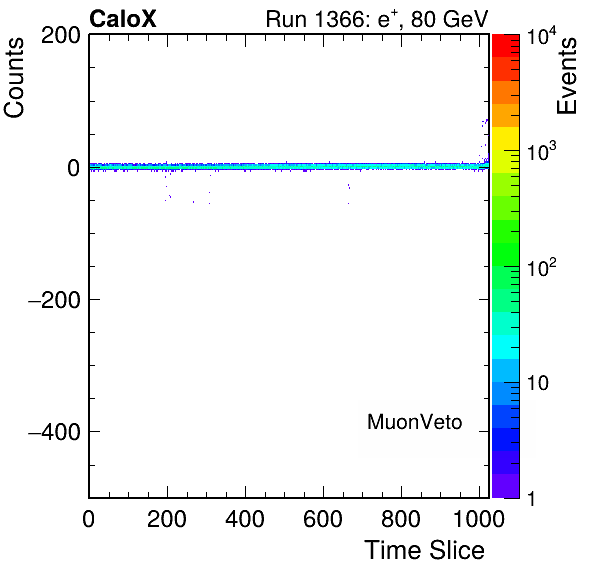 CaloX Run 1366: e⁺, 80 GeV
Counts
Events
200
0
−200
−400
0 200 400 600 800 1000
Time Slice
MuonVeto
10⁴
10³
10²
10
1